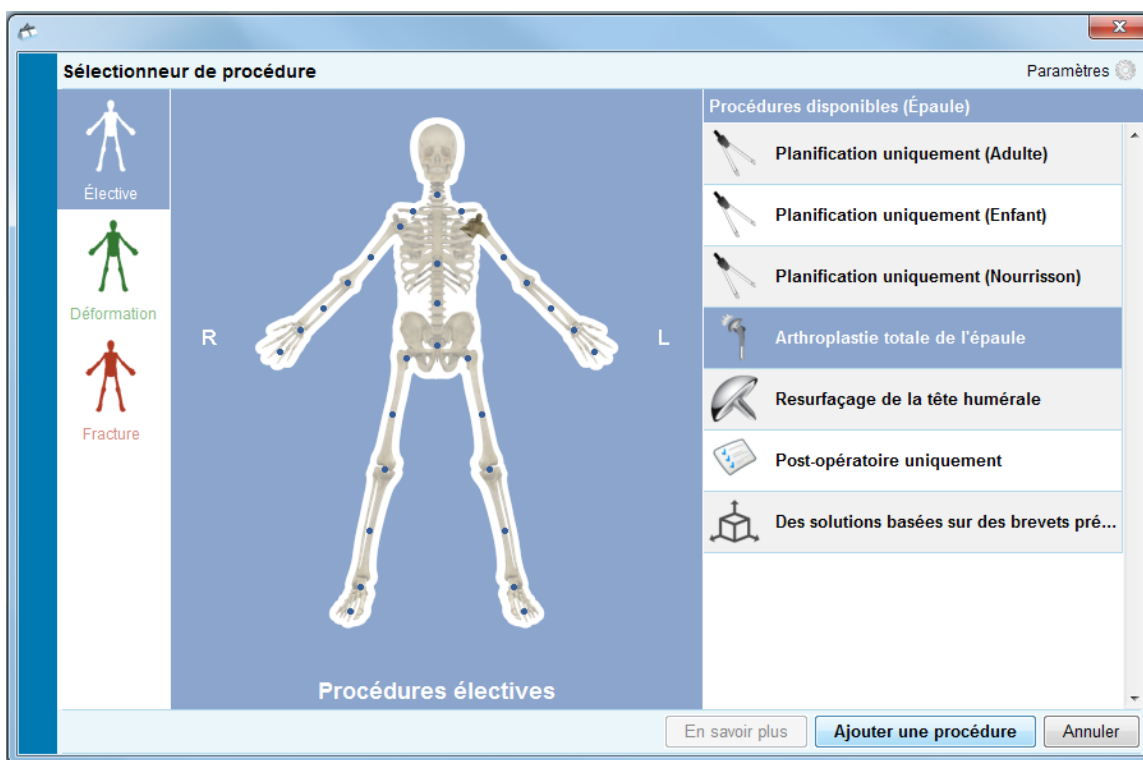 Sélectionneur de procédure
Paramètres
Élective
Déformation
Fracture
R
L
Procédures électives
Procédures disponibles (Épaule)
Planification uniquement (Adulte)
Planification uniquement (Enfant)
Planification uniquement (Nourrisson)
Arthroplastie totale de l'épaule
Resurfaçage de la tête humérale
Post-opératoire uniquement
Des solutions basées sur des brevets pré...
En savoir plus
Ajouter une procédure
Annuler